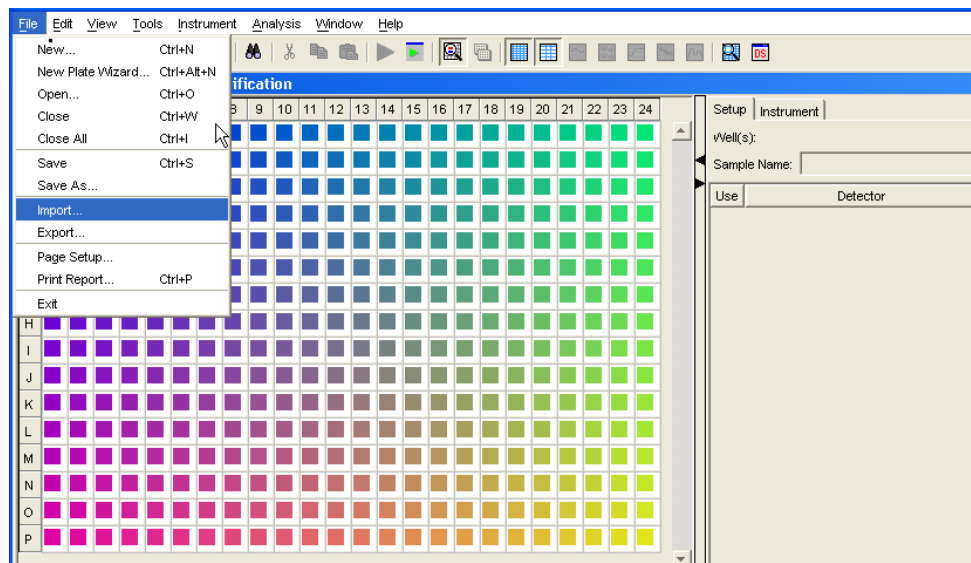 File Edit View Tools Instrument Analysis Window Help
New... Ctrl+N
New Plate Wizard... Ctrl+Alt+N
Open... Ctrl+O
Close Ctrl+W
Close All Ctrl+I
Save Ctrl+S
Save As...
Import...
Export...
Page Setup...
Print Report... Ctrl+P
Exit
DS
ification
9 10 11 12 13 14 15 16 17 18 19 20 21 22 23 24
H
I
J
K
L
M
N
O
P
Setup Instrument
Well(s):
Sample Name:
Use Detector